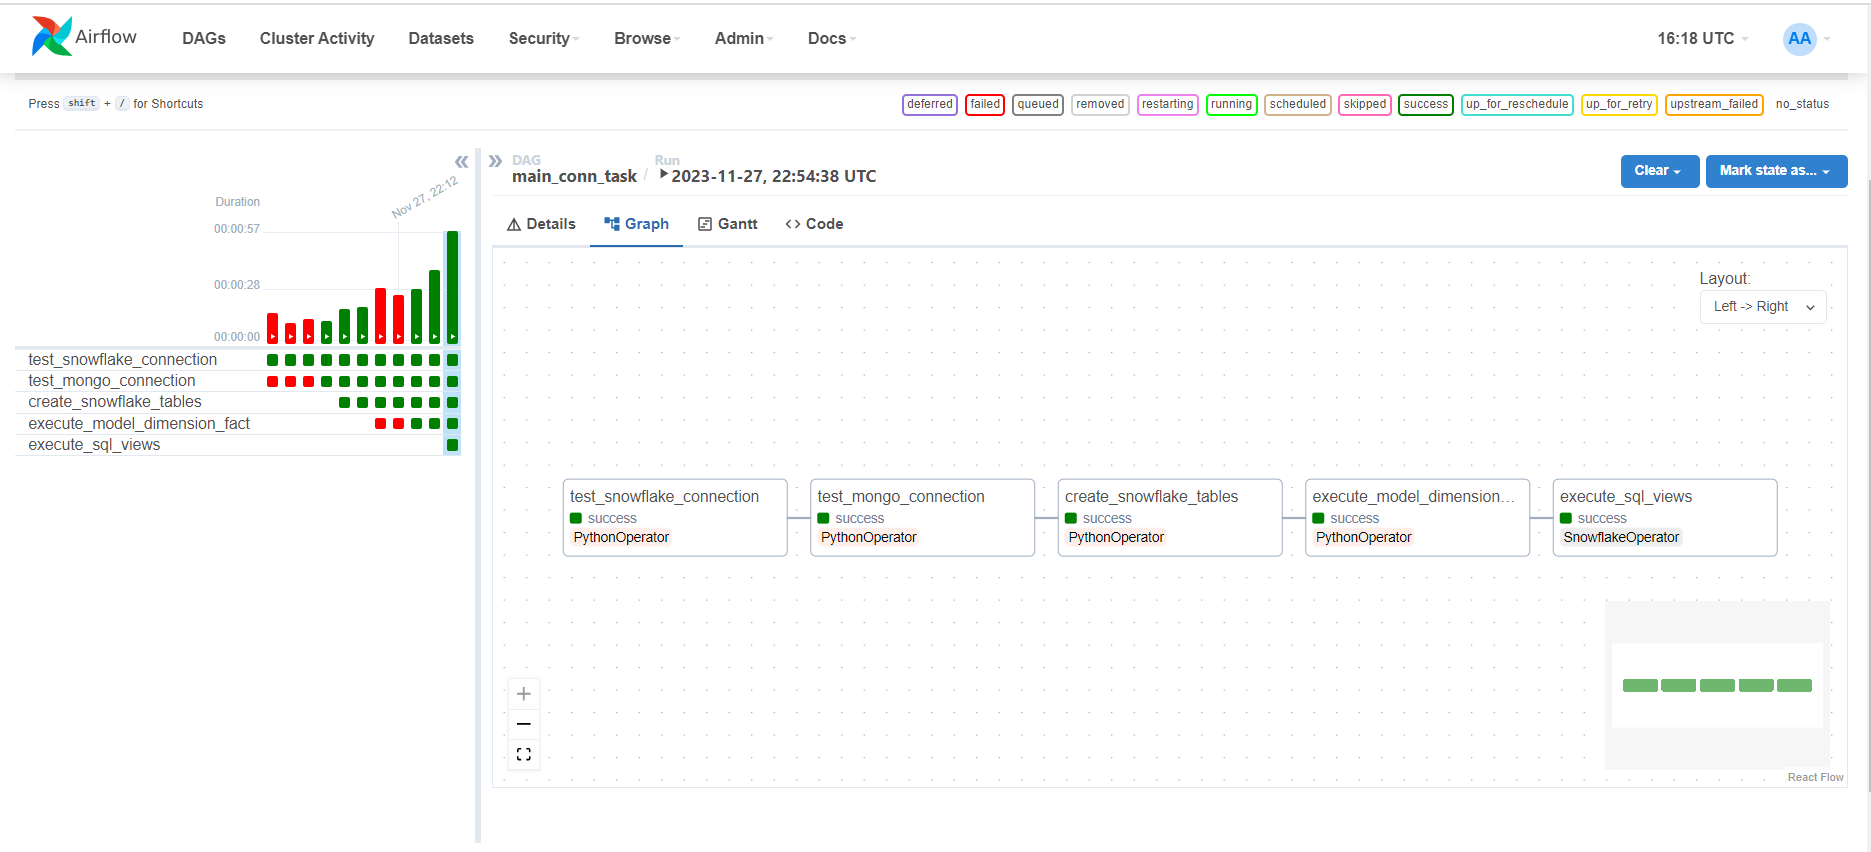 Airflow DAGs Cluster Activity Datasets Security Browse Admin Docs 16:18 UTC AA
Press shift + / for Shortcuts
deferred failed queued removed restarting running scheduled skipped success up_for_reschedule up_for_retry upstream_failed no_status
Duration
Nov 27, 22:12
00:00:57
00:00:28
00:00:00
test_snowflake_connection
test_mongo_connection
create_snowflake_tables
execute_model_dimension_fact
execute_sql_views
DAG
main_conn_task
/
Run
2023-11-27, 22:54:38 UTC
Clear
Mark state as...
Details Graph Gantt Code
Layout:
Left -> Right
test_snowflake_connection
success
PythonOperator
test_mongo_connection
success
PythonOperator
create_snowflake_tables
success
PythonOperator
execute_model_dimension...
success
PythonOperator
execute_sql_views
success
SnowflakeOperator
React Flow